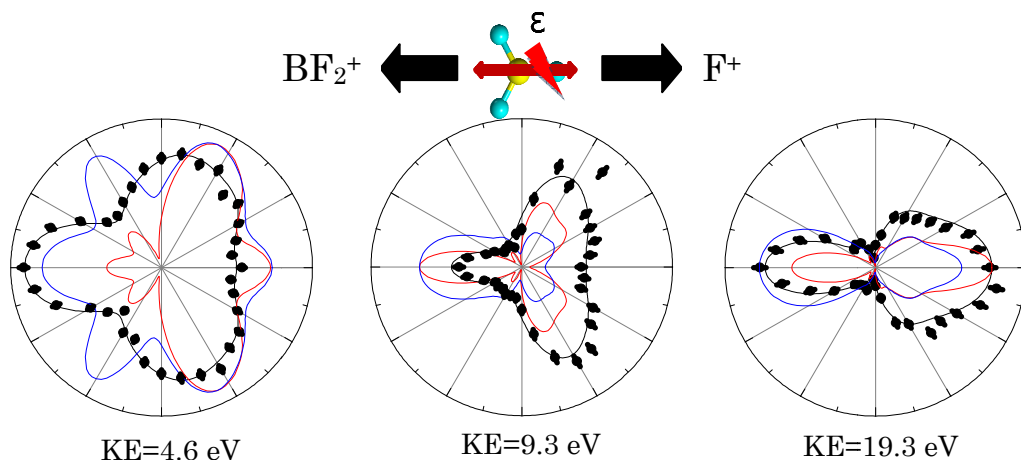 ε
BF₂⁺ F⁺
KE=4.6 eV KE=9.3 eV KE=19.3 eV